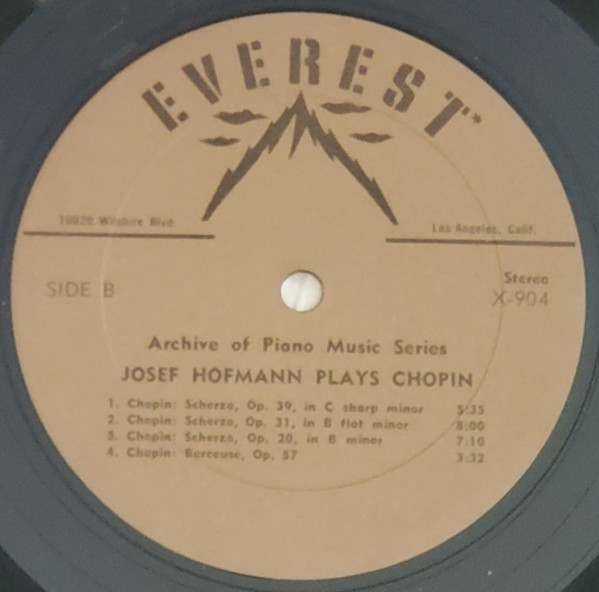 EVEREST
10920 Wilshire Blvd.
Los Angeles, Calif.
SIDE B
Stereo
X-904
Archive of Piano Music Series
JOSEF HOFMANN PLAYS CHOPIN
1. Chopin: Scherzo, Op. 39, in C sharp minor 5:35
2. Chopin: Scherzo, Op. 31, in B flat minor 8:00
3. Chopin: Scherzo, Op. 20, in B minor 7:10
4. Chopin: Berceuse, Op. 57 3:32